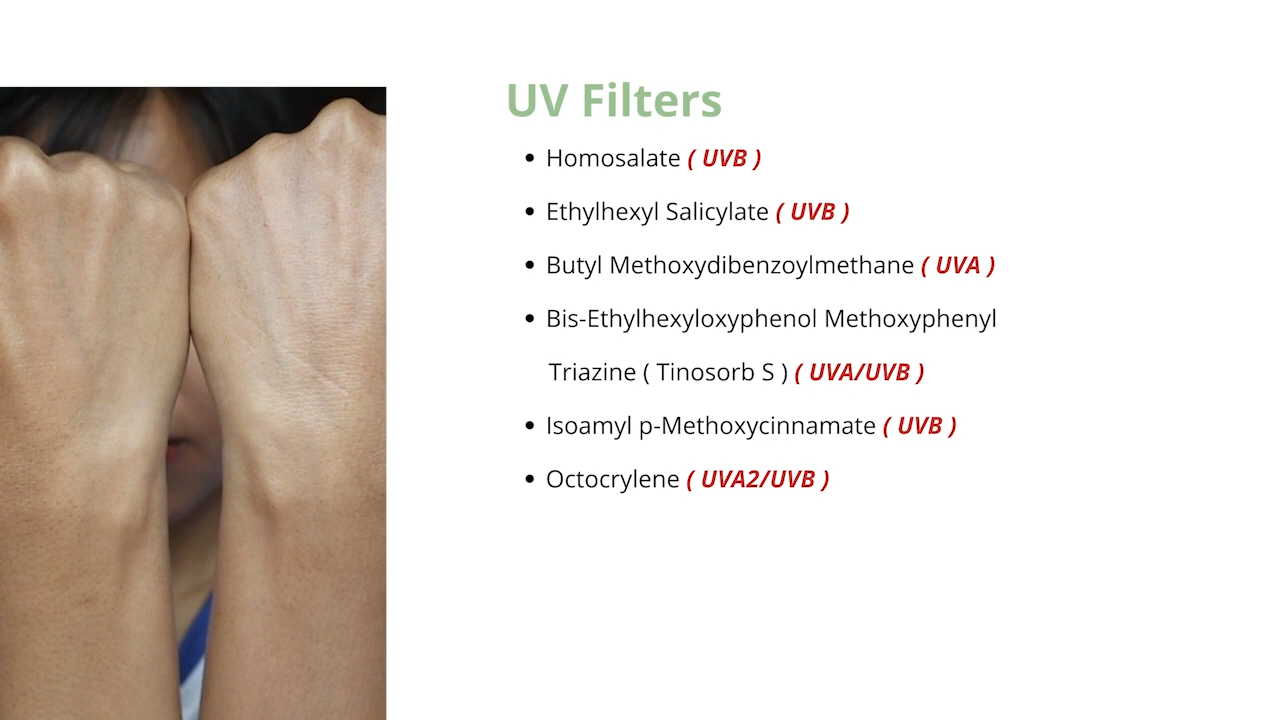 UV Filters
• Homosalate ( UVB )
• Ethylhexyl Salicylate ( UVB )
• Butyl Methoxydibenzoylmethane ( UVA )
• Bis-Ethylhexyloxyphenol Methoxyphenyl
Triazine ( Tinosorb S ) ( UVA/UVB )
• Isoamyl p-Methoxycinnamate ( UVB )
• Octocrylene ( UVA2/UVB )